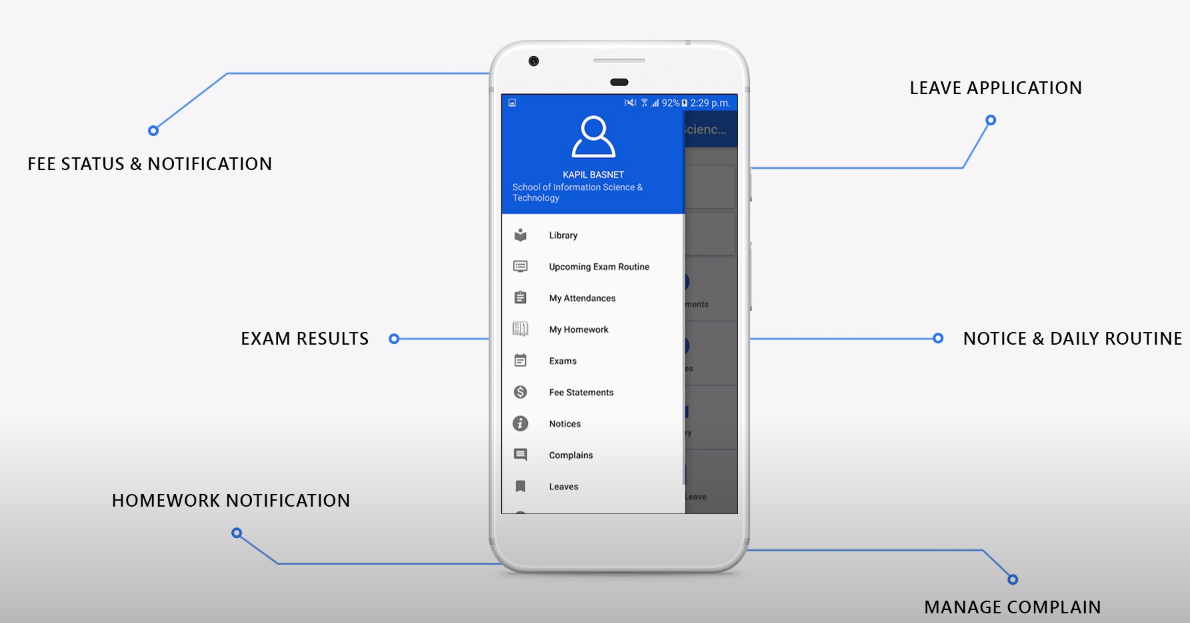 LEAVE APPLICATION
FEE STATUS & NOTIFICATION
92% 2:29 p.m.
Scienc...
KAPIL BASNET
School of Information Science &
Technology
Library
Upcoming Exam Routine
My Attendances
ments
My Homework
EXAM RESULTS
NOTICE & DAILY ROUTINE
Exams
es
Fee Statements
Notices
ry
Complains
Leaves
Leave
HOMEWORK NOTIFICATION
MANAGE COMPLAIN